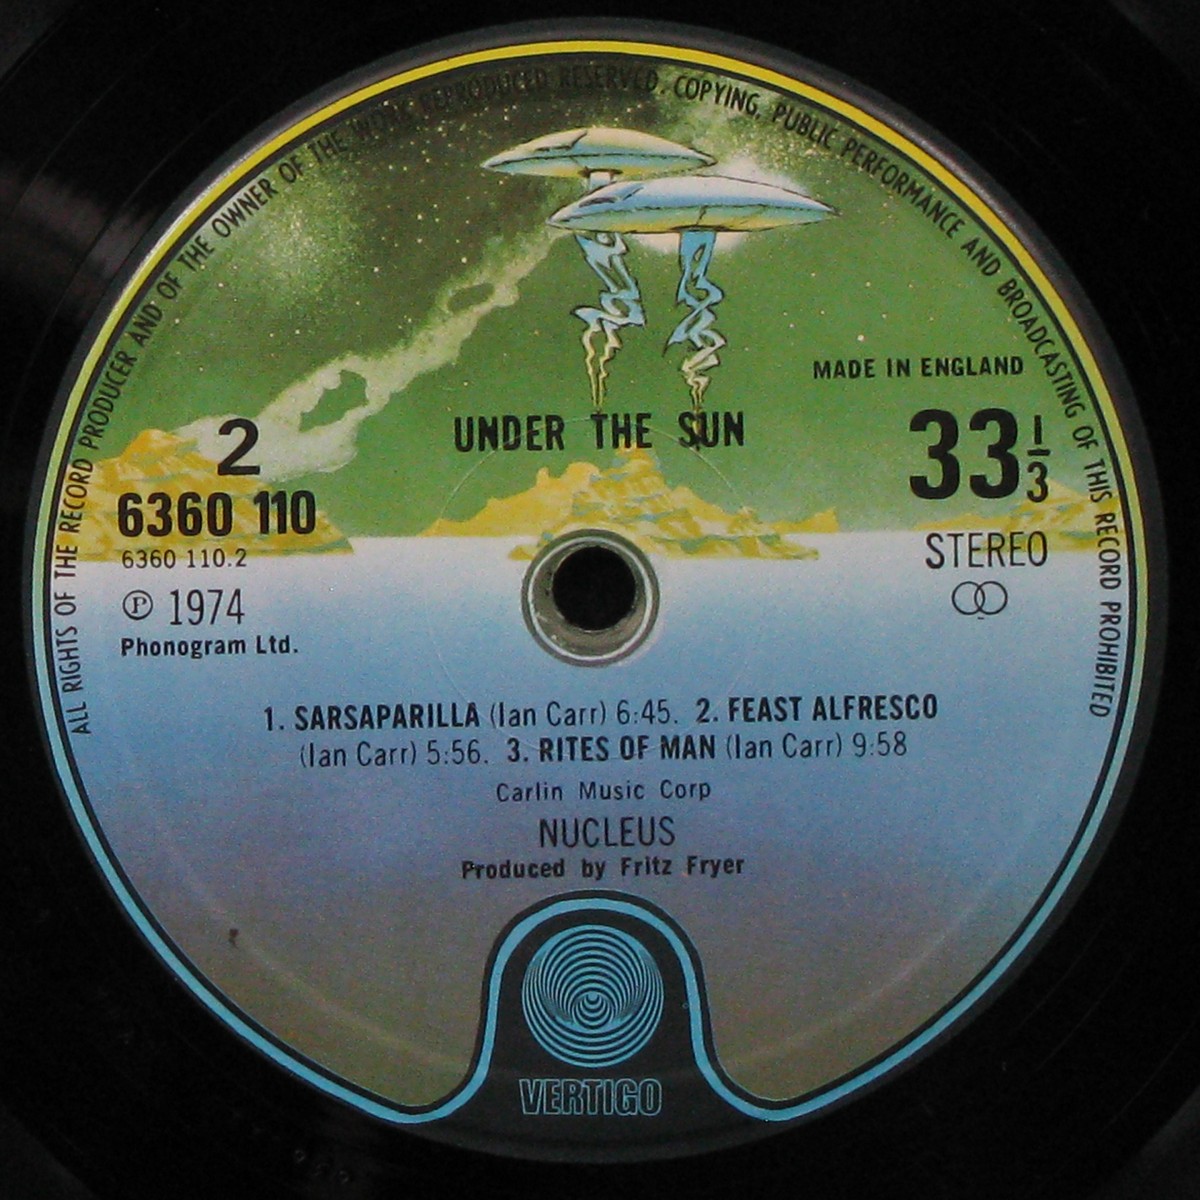 ALL RIGHTS OF THE RECORD PRODUCER AND OF THE OWNER OF THE WORK REPRODUCED RESERVED. COPYING, PUBLIC PERFORMANCE AND BROADCASTING OF THIS RECORD PROHIBITED
MADE IN ENGLAND
UNDER THE SUN
2
6360 110
6360 110.2
℗ 1974
Phonogram Ltd.
33 1/3
STEREO
1. SARSAPARILLA (Ian Carr) 6:45. 2. FEAST ALFRESCO
(Ian Carr) 5:56. 3. RITES OF MAN (Ian Carr) 9:58
Carlin Music Corp
NUCLEUS
Produced by Fritz Fryer
VERTIGO